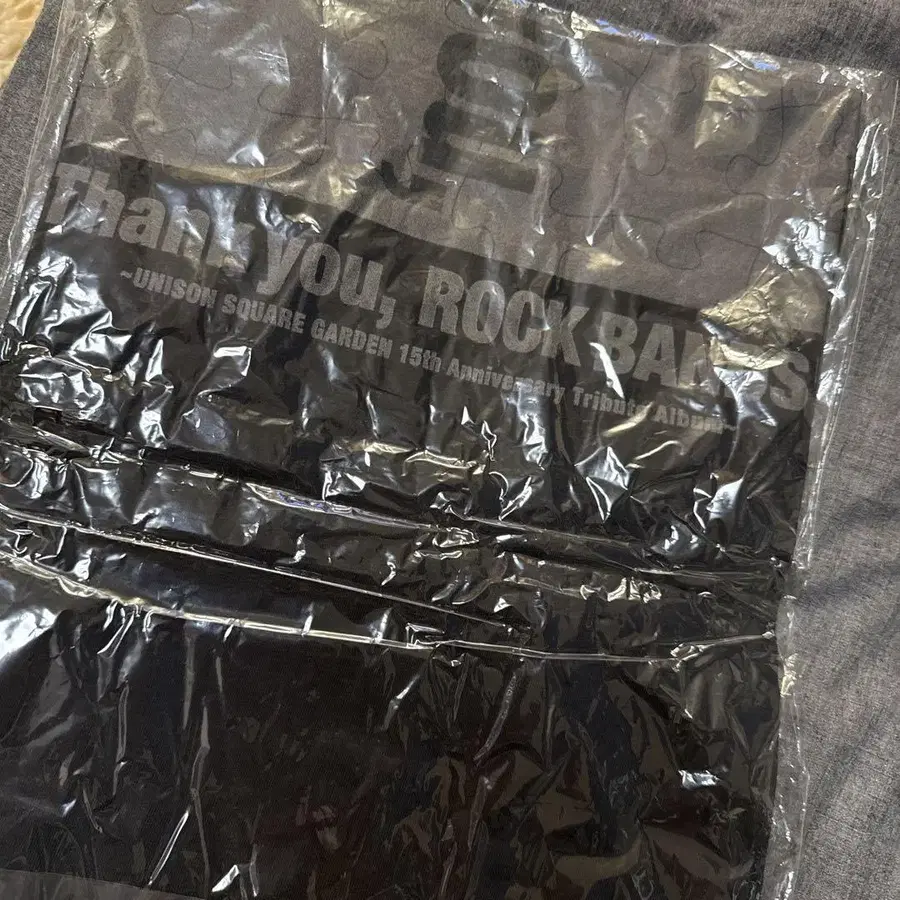 Thank you, ROCK BANDS
~UNISON SQUARE GARDEN 15th Anniversary Tribute Album~